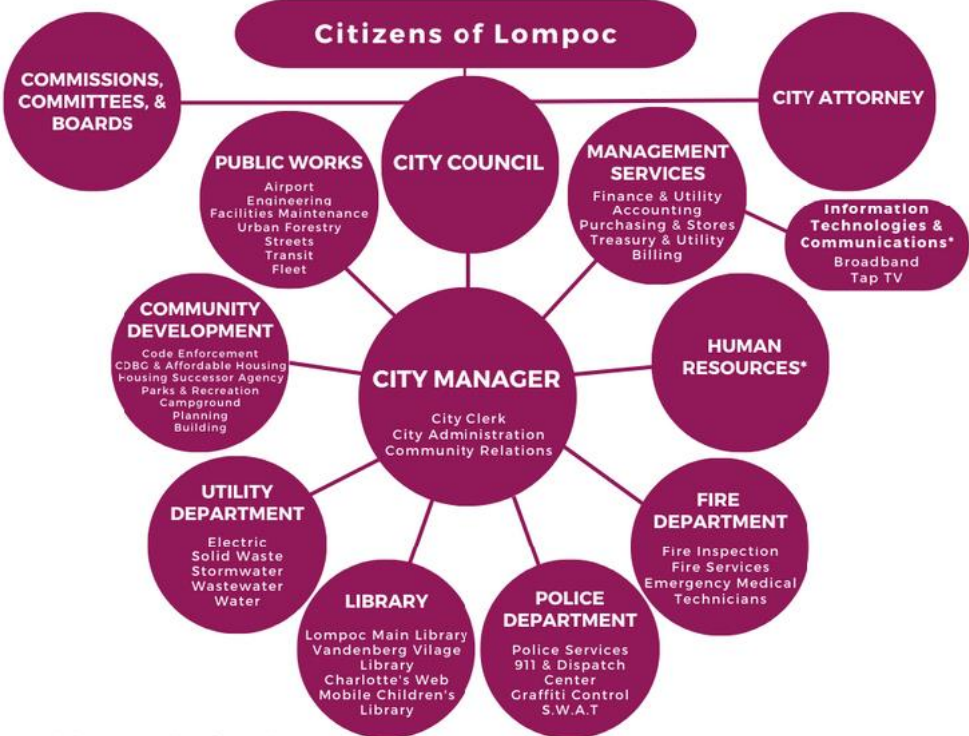 Citizens of Lompoc
COMMISSIONS,
COMMITTEES, &
BOARDS
CITY COUNCIL
CITY ATTORNEY
PUBLIC WORKS
Airport
Engineering
Facilities Maintenance
Urban Forestry
Streets
Transit
Fleet
MANAGEMENT
SERVICES
Finance & Utility
Accounting
Purchasing & Stores
Treasury & Utility
Billing
Information
Technologies &
Communications*
Broadband
Tap TV
COMMUNITY
DEVELOPMENT
Code Enforcement
CDBG & Affordable Housing
Housing Successor Agency
Parks & Recreation
Campground
Planning
Building
CITY MANAGER
City Clerk
City Administration
Community Relations
HUMAN
RESOURCES*
UTILITY
DEPARTMENT
Electric
Solid Waste
Stormwater
Wastewater
Water
LIBRARY
Lompoc Main Library
Vandenberg Vilage
Library
Charlotte's Web
Mobile Children's
Library
POLICE
DEPARTMENT
Police Services
911 & Dispatch
Center
Graffiti Control
S.W.A.T
FIRE
DEPARTMENT
Fire Inspection
Fire Services
Emergency Medical
Technicians